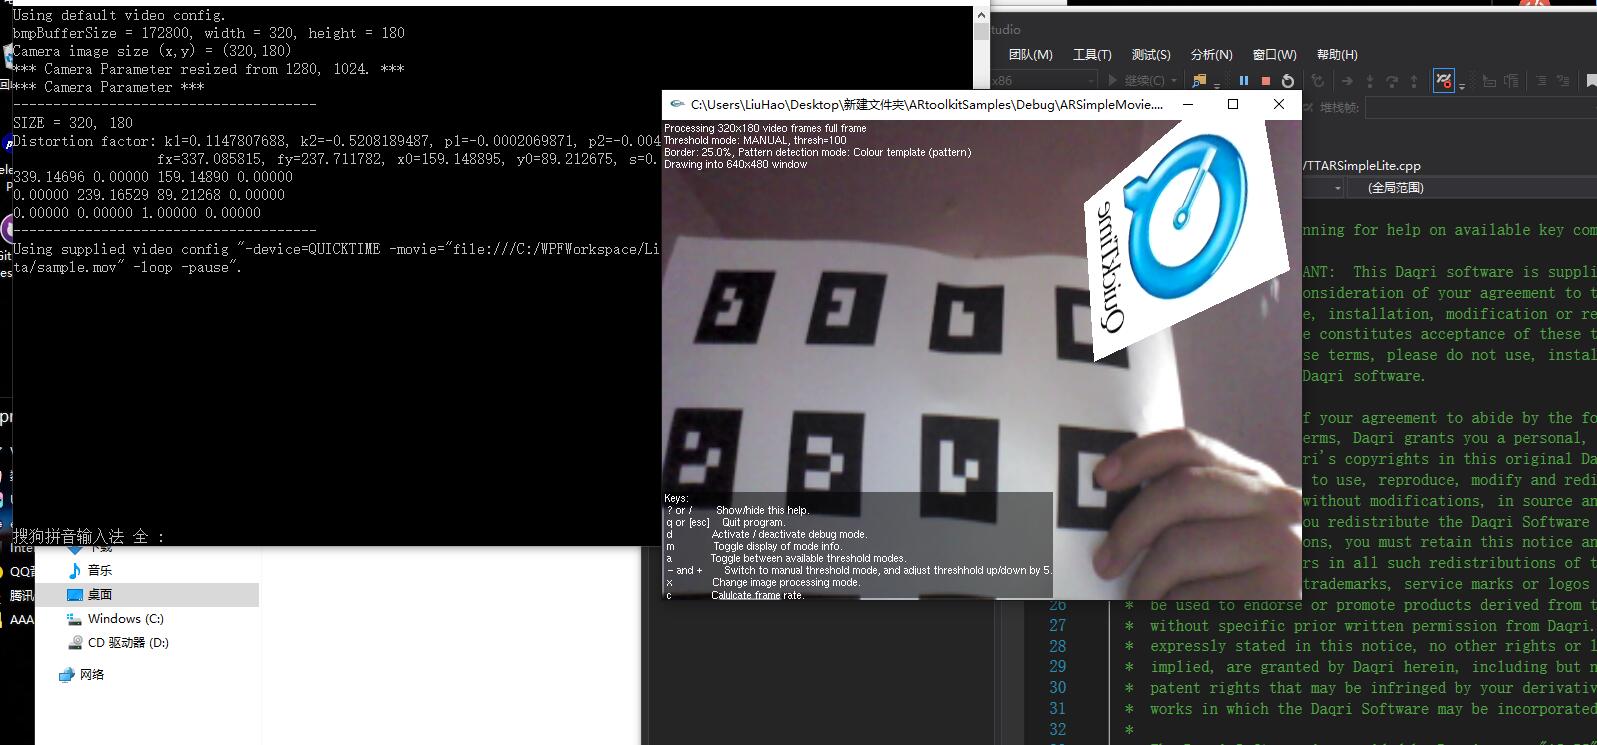 Using default video config.
bmpBufferSize = 172800, width = 320, height = 180
Camera image size (x,y) = (320,180)
*** Camera Parameter resized from 1280, 1024. ***
*** Camera Parameter ***
--------------------------------------
SIZE = 320, 180
Distortion factor: k1=0.1147807688, k2=-0.5208189487, p1=-0.0002069871, p2=-0.004
fx=337.085815, fy=237.711782, x0=159.148895, y0=89.212675, s=0.
339.14696 0.00000 159.14890 0.00000
0.00000 239.16529 89.21268 0.00000
0.00000 0.00000 1.00000 0.00000
--------------------------------------
Using supplied video config "-device=QUICKTIME -movie="file:///C:/WPFWorkspace/Li
ta/sample.mov" -loop -pause".
搜狗拼音输入法 全 :
下载
音乐
桌面
Windows (C:)
CD 驱动器 (D:)
网络
QQ音
腾讯
AAA
C:\Users\LiuHao\Desktop\新建文件夹\ARtoolkitSamples\Debug\ARSimpleMovie....
Processing 320x180 video frames full frame
Threshold mode: MANUAL, thresh=100
Border: 25.0%, Pattern detection mode: Colour template (pattern)
Drawing into 640x480 window
QuickTime
Keys:
? or / Show/hide this help.
q or [esc] Quit program.
d Activate / deactivate debug mode.
m Toggle display of mode info.
a Toggle between available threshold modes.
- and + Switch to manual threshold mode, and adjust threshhold up/down by 5.
x Change image processing mode.
c Calulcate frame rate.
tudio
团队(M) 工具(T) 测试(S) 分析(N) 窗口(W) 帮助(H)
x86 继续(C)
堆栈帧:
/TTARSimpleLite.cpp
(全局范围)
nning for help on available key com
ANT: This Daqri software is suppli
onsideration of your agreement to t
e, installation, modification or re
e constitutes acceptance of these t
se terms, please do not use, instal
Daqri software.
f your agreement to abide by the fo
erms, Daqri grants you a personal,
ri's copyrights in this original Da
to use, reproduce, modify and redi
without modifications, in source an
ou redistribute the Daqri Software
ons, you must retain this notice an
rs in all such redistributions of t
trademarks, service marks or logos
26 * be used to endorse or promote products derived from t
27 * without specific prior written permission from Daqri.
28 * expressly stated in this notice, no other rights or l
29 * implied, are granted by Daqri herein, including but n
30 * patent rights that may be infringed by your derivativ
31 * works in which the Daqri Software may be incorporated
32 *